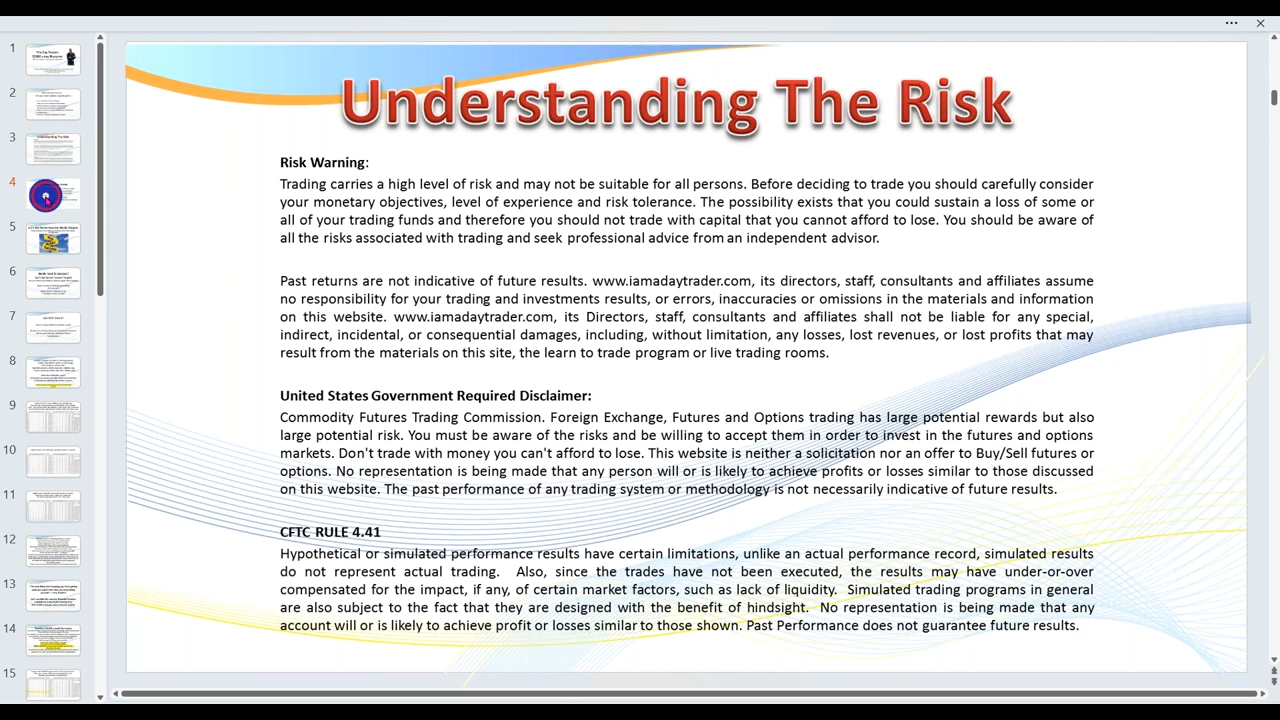 Understanding The Risk
Risk Warning:
Trading carries a high level of risk and may not be suitable for all persons. Before deciding to trade you should carefully consider
your monetary objectives, level of experience and risk tolerance. The possibility exists that you could sustain a loss of some or
all of your trading funds and therefore you should not trade with capital that you cannot afford to lose. You should be aware of
all the risks associated with trading and seek professional advice from an independent advisor.
Past returns are not indicative of future results. www.iamadaytrader.com, its directors, staff, consultants and affiliates assume
no responsibility for your trading and investments results, or errors, inaccuracies or omissions in the materials and information
on this website. www.iamadaytrader.com, its Directors, staff, consultants and affiliates shall not be liable for any special,
indirect, incidental, or consequential damages, including, without limitation, any losses, lost revenues, or lost profits that may
result from the materials on this site, the learn to trade program or live trading rooms.
United States Government Required Disclaimer:
Commodity Futures Trading Commission. Foreign Exchange, Futures and Options trading has large potential rewards but also
large potential risk. You must be aware of the risks and be willing to accept them in order to invest in the futures and options
markets. Don't trade with money you can't afford to lose. This website is neither a solicitation nor an offer to Buy/Sell futures or
options. No representation is being made that any person will or is likely to achieve profits or losses similar to those discussed
on this website. The past performance of any trading system or methodology is not necessarily indicative of future results.
CFTC RULE 4.41
Hypothetical or simulated performance results have certain limitations, unlike an actual performance record, simulated results
do not represent actual trading. Also, since the trades have not been executed, the results may have under-or-over
compensated for the impact, if any, of certain market factors, such as lack of liquidity. Simulated trading programs in general
are also subject to the fact that they are designed with the benefit of hindsight. No representation is being made that any
account will or is likely to achieve profit or losses similar to those shown. Past Performance does not guarantee future results.
1
2
3
4
6
7
8
9
10
11
12
13
14
15